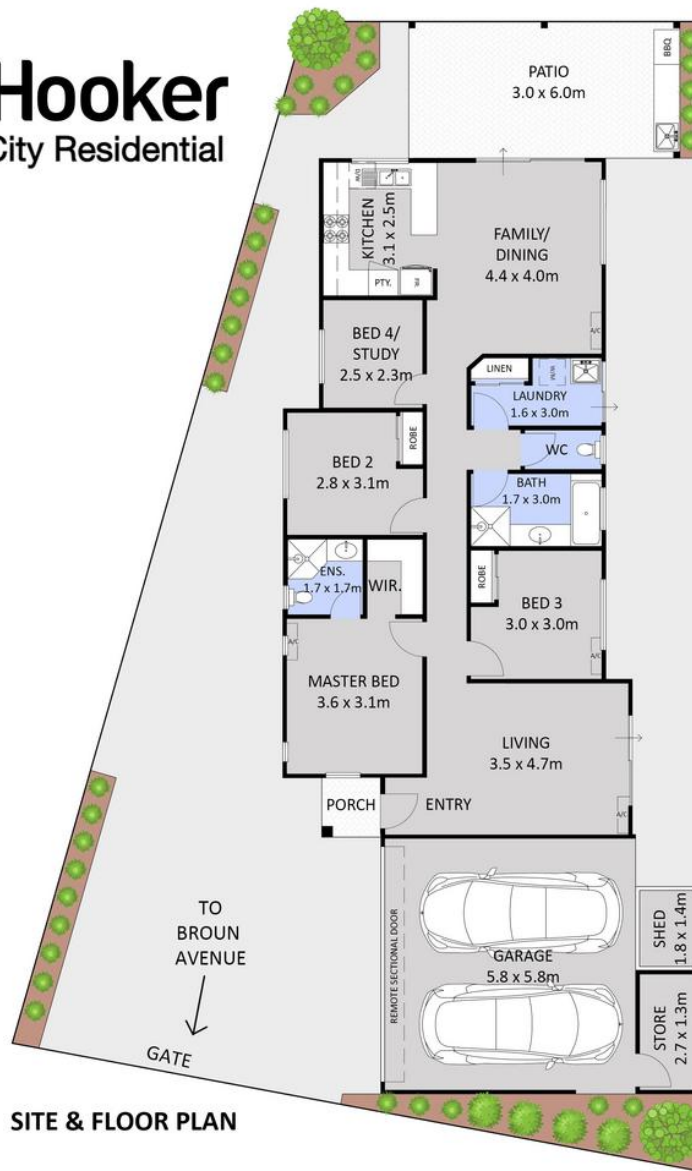 Hooker
City Residential
BBQ
PATIO
3.0 x 6.0m
D/W
KITCHEN
3.1 x 2.5m
PTY.
FR.
FAMILY/
DINING
4.4 x 4.0m
A/C
BED 4/
STUDY
2.5 x 2.3m
LINEN
W/M
LAUNDRY
1.6 x 3.0m
ROBE
BED 2
2.8 x 3.1m
WC
BATH
1.7 x 3.0m
ENS.
1.7 x 1.7m
WIR.
ROBE
BED 3
3.0 x 3.0m
A/C
A/C
MASTER BED
3.6 x 3.1m
LIVING
3.5 x 4.7m
A/C
PORCH
ENTRY
REMOTE SECTIONAL DOOR
GARAGE
5.8 x 5.8m
SHED
1.8 x 1.4m
STORE
2.7 x 1.3m
TO
BROUN
AVENUE
GATE
SITE & FLOOR PLAN